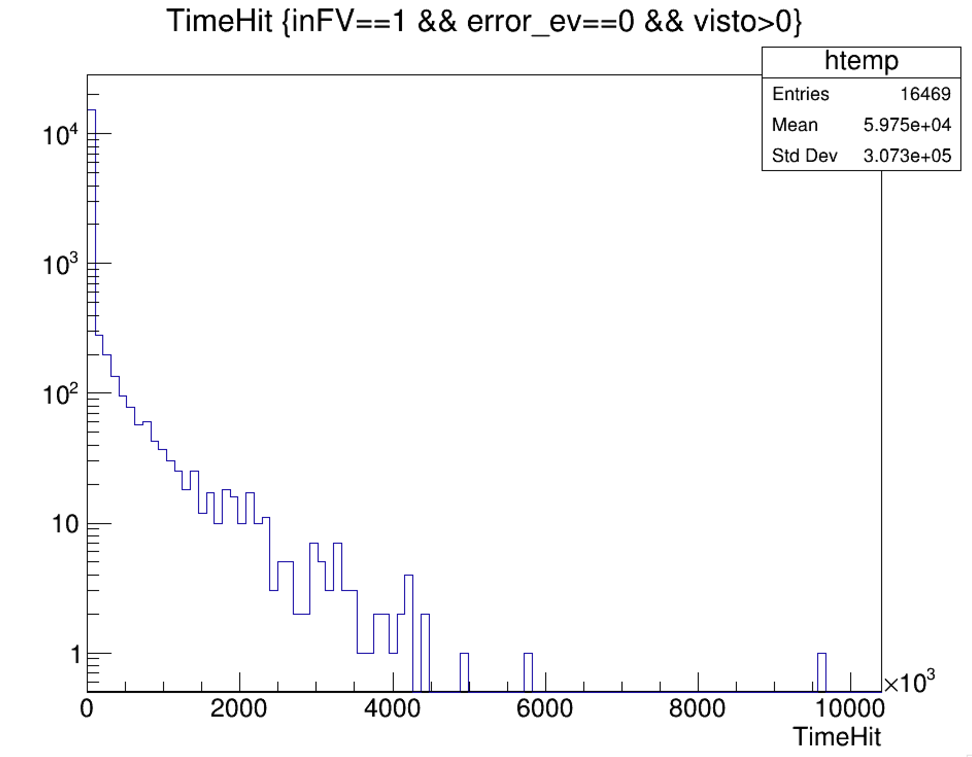 TimeHit {inFV==1 && error_ev==0 && visto>0}
htemp
Entries 16469
Mean 5.975e+04
Std Dev 3.073e+05
10⁴
10³
10²
10
1
0 2000 4000 6000 8000 10000
×10³
TimeHit